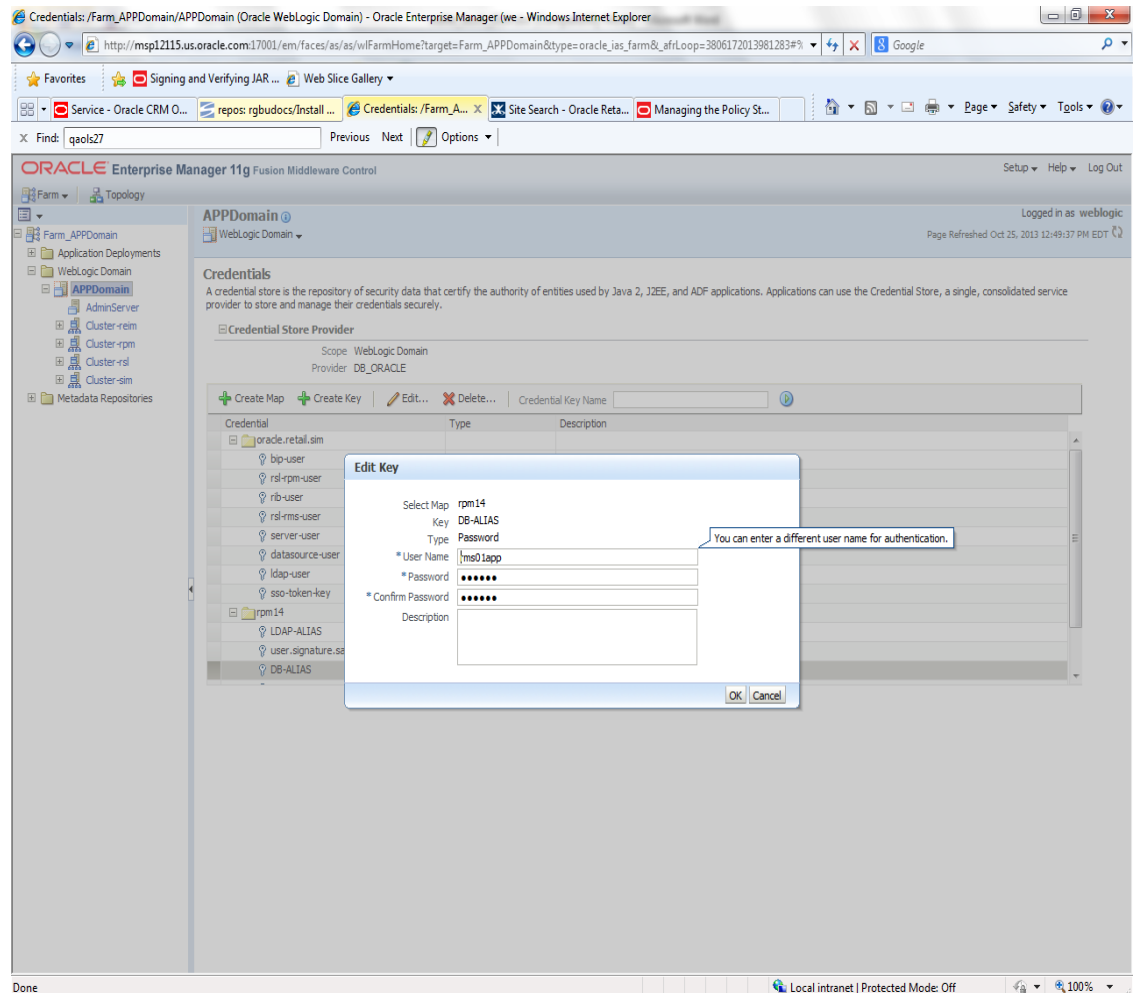 Credentials: /Farm_APPDomain/APPDomain (Oracle WebLogic Domain) - Oracle Enterprise Manager (we - Windows Internet Explorer
http://msp12115.us.oracle.com:17001/em/faces/as/as/wlFarmHome?target=Farm_APPDomain&type=oracle_ias_farm&_afrLoop=3806172013981283#%
Google
Favorites Signing and Verifying JAR ... Web Slice Gallery
Service - Oracle CRM O... repos: rgbudocs/Install ... Credentials: /Farm_A... X Site Search - Oracle Reta... Managing the Policy St... Page Safety Tools
X Find: qaols27 Previous Next Options
ORACLE Enterprise Manager 11g Fusion Middleware Control Setup Help Log Out
Farm Topology
APPDomain Logged in as weblogic
WebLogic Domain Page Refreshed Oct 25, 2013 12:49:37 PM EDT
Farm_APPDomain
Application Deployments
WebLogic Domain
APPDomain
AdminServer
Cluster-reim
Cluster-rpm
Cluster-rsl
Cluster-sim
Metadata Repositories
Credentials
A credential store is the repository of security data that certify the authority of entities used by Java 2, J2EE, and ADF applications. Applications can use the Credential Store, a single, consolidated service
provider to store and manage their credentials securely.
Credential Store Provider
Scope WebLogic Domain
Provider DB_ORACLE
Create Map Create Key Edit... Delete... Credential Key Name
Credential Type Description
oracle.retail.sim
bip-user
rsl-rpm-user
rib-user
rsl-rms-user
server-user
datasource-user
ldap-user
sso-token-key
rpm14
LDAP-ALIAS
user.signature.sa
DB-ALIAS
Edit Key
Select Map rpm14
Key DB-ALIAS
Type Password
* User Name rms01app
You can enter a different user name for authentication.
* Password ••••••
* Confirm Password ••••••
Description
OK Cancel
Done Local intranet | Protected Mode: Off 100%